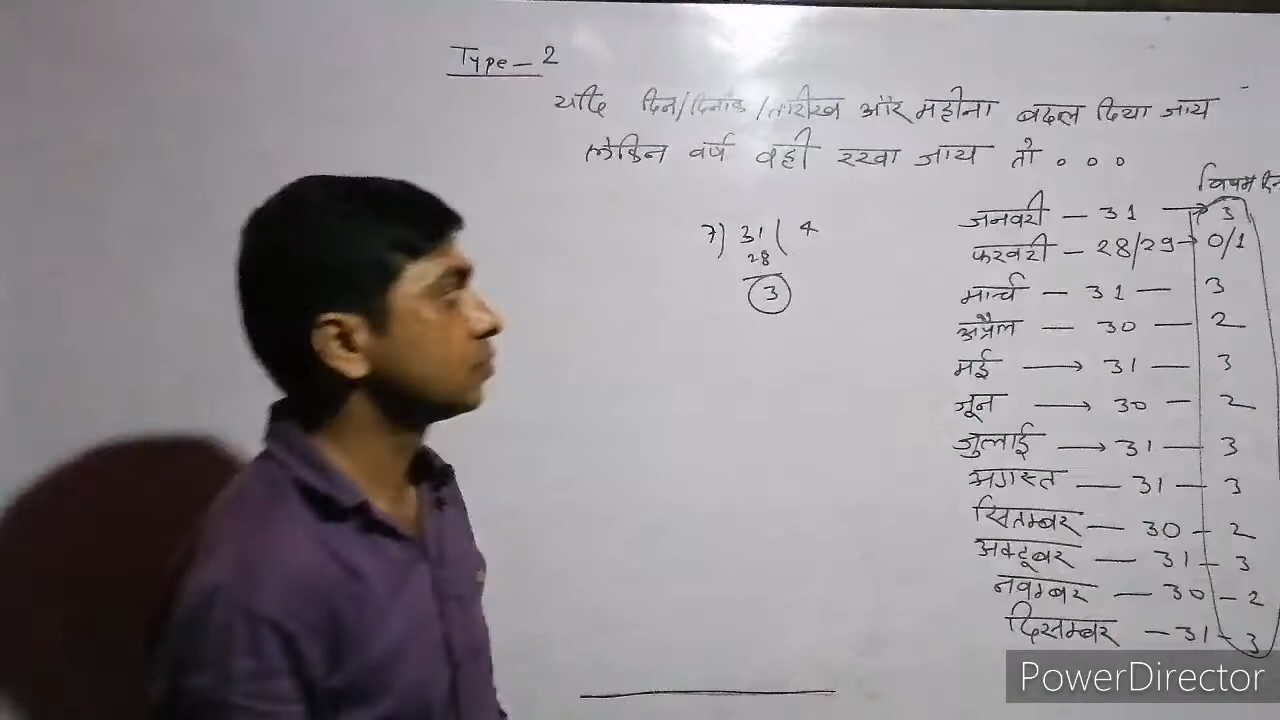 Type - 2
यदि दिन/दिनांक/तारीख और महीना बदल दिया जाय
लेकिन वर्ष वही रखा जाय तो . . .
विषम दिन
7) 31 ( 4
28
3
जनवरी - 31 → 3
फरवरी - 28/29 → 0/1
मार्च - 31 - 3
अप्रैल - 30 - 2
मई → 31 - 3
जून → 30 - 2
जुलाई → 31 - 3
अगस्त - 31 - 3
सितम्बर - 30 - 2
अक्टूबर - 31 - 3
नवम्बर - 30 - 2
दिसम्बर - 31 - 3
PowerDirector